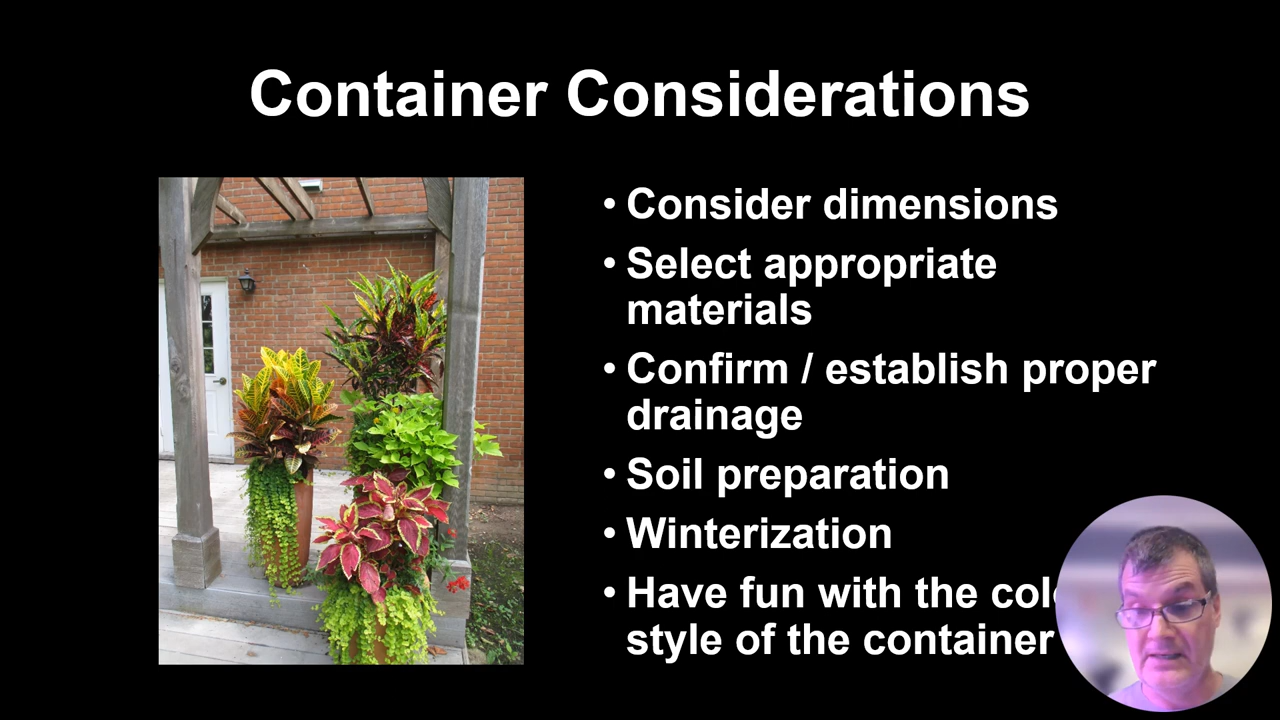 Container Considerations
• Consider dimensions
• Select appropriate
materials
• Confirm / establish proper
drainage
• Soil preparation
• Winterization
• Have fun with the
style of the container